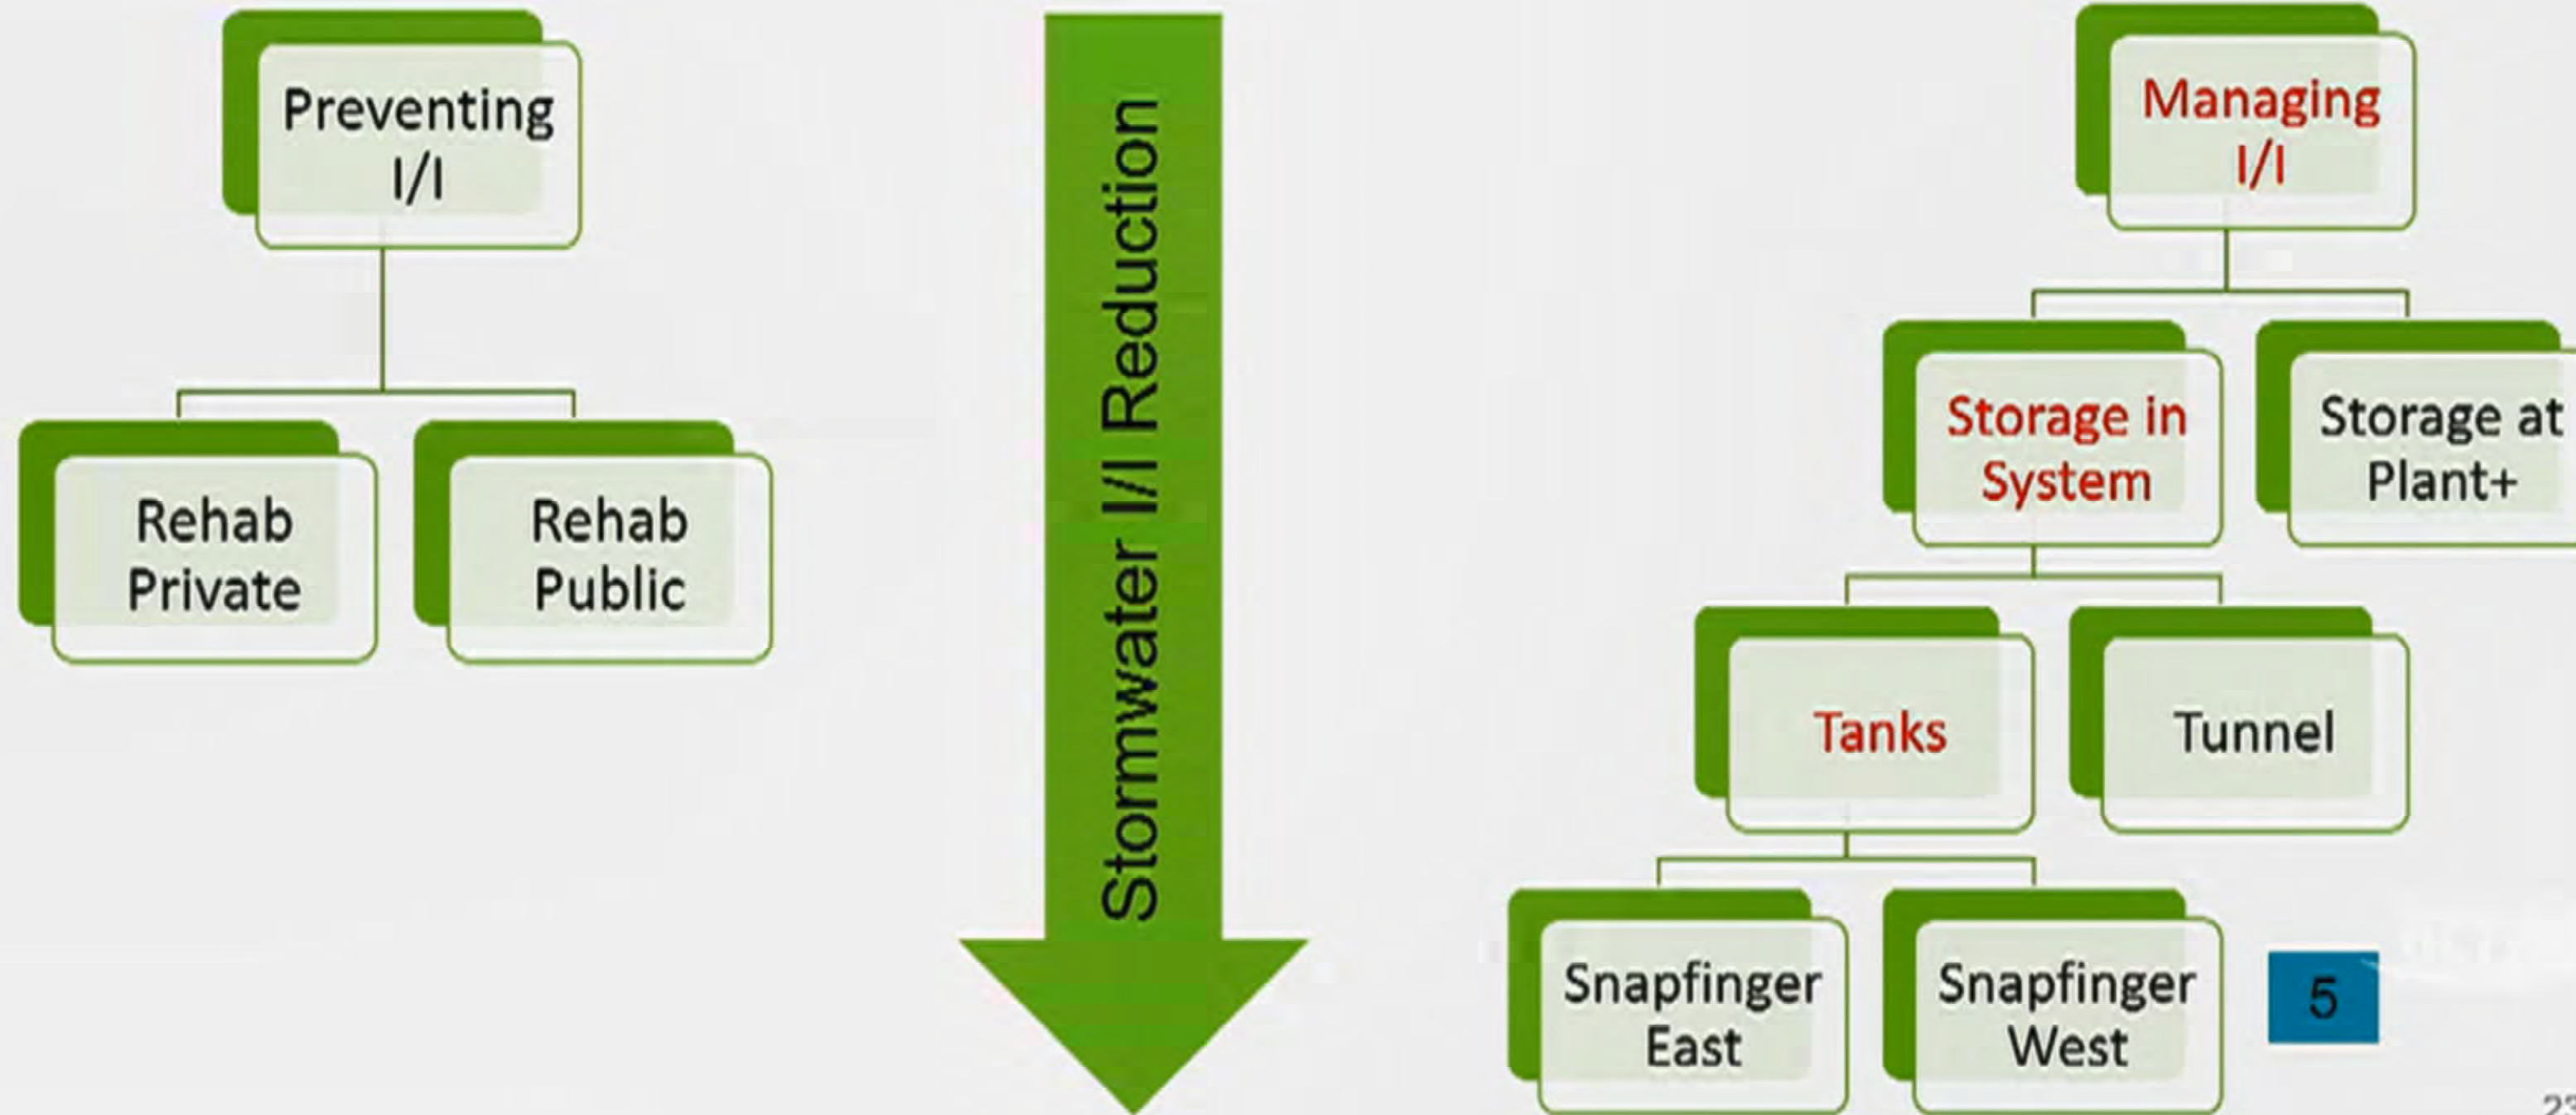 Preventing
I/I
Rehab
Private
Rehab
Public
Stormwater I/I Reduction
Managing
I/I
Storage in
System
Storage at
Plant+
Tanks
Tunnel
Snapfinger
East
Snapfinger
West
5